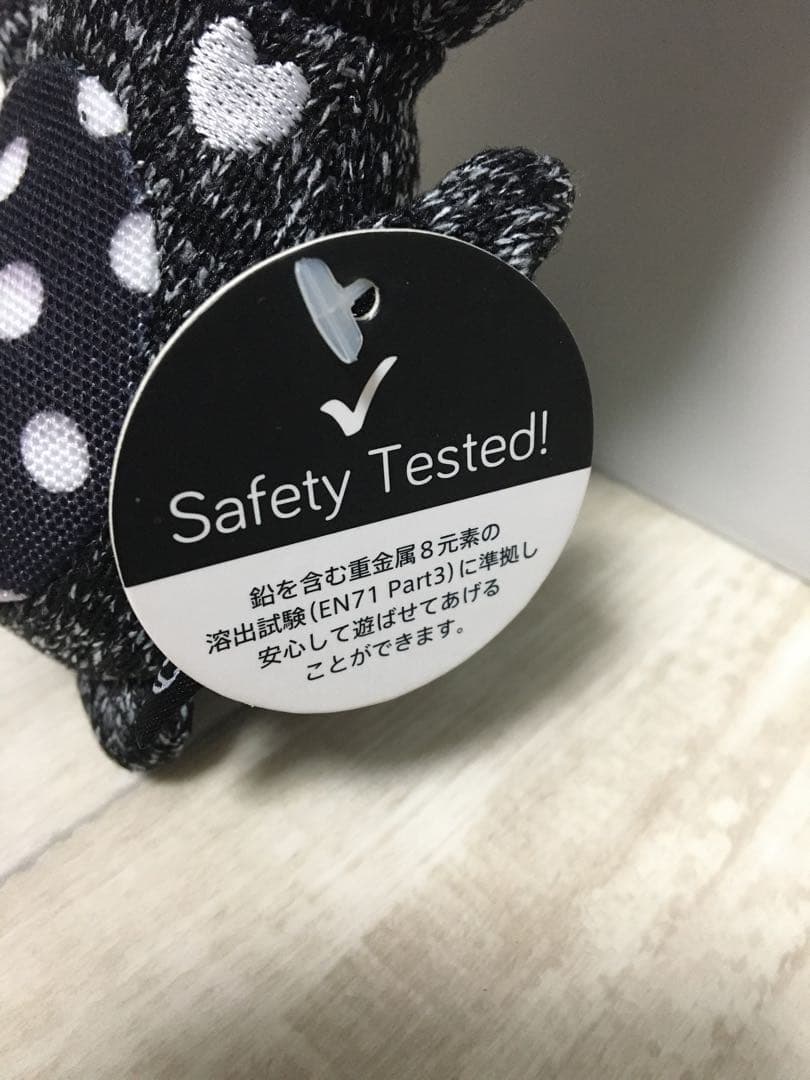 Safety Tested!
鉛を含む重金属8元素の
溶出試験(EN71 Part3)に準拠し
安心して遊ばせてあげる
ことができます。